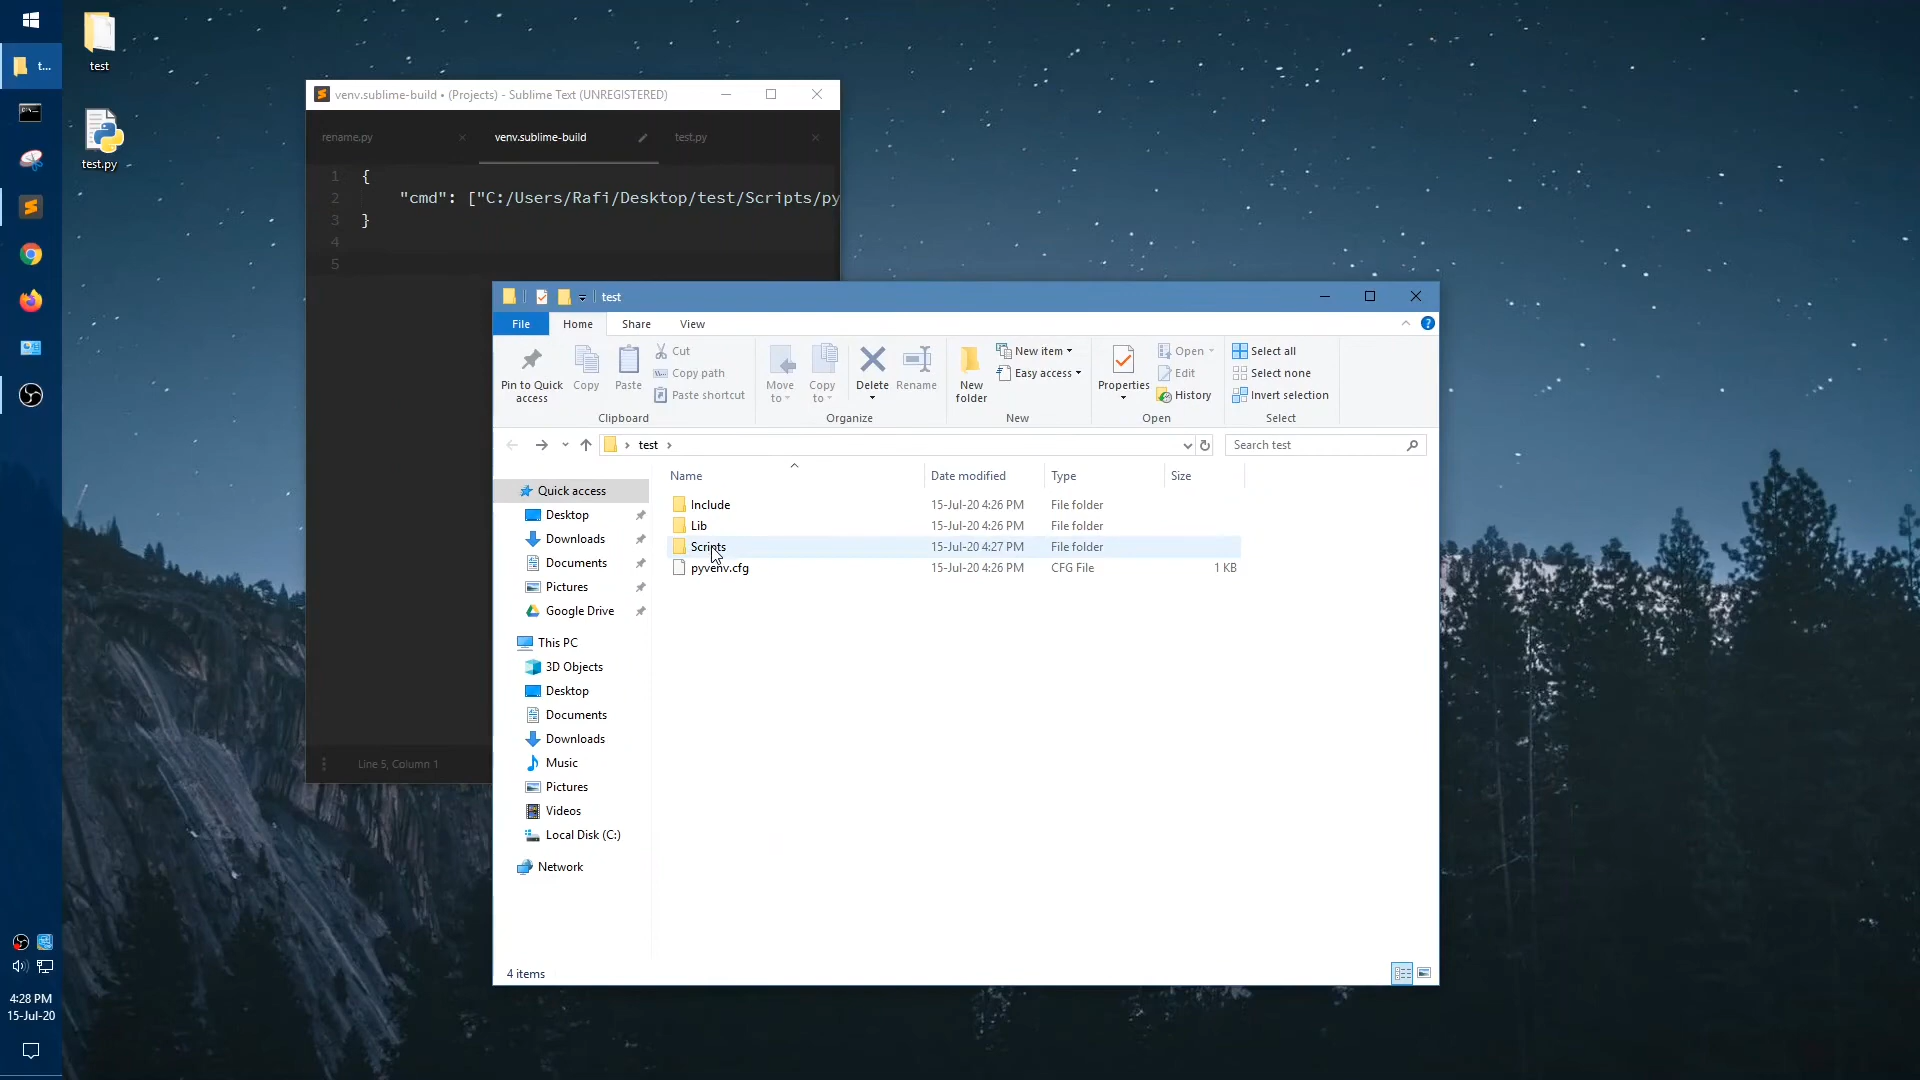 t...
test
test.py
venv.sublime-build • (Projects) - Sublime Text (UNREGISTERED)
rename.py
venv.sublime-build
test.py
1 {
2 "cmd": ["C:/Users/Rafi/Desktop/test/Scripts/py
3 }
4
5
Line 5, Column 1
test
File Home Share View
Pin to Quick access
Copy
Paste
Cut
Copy path
Paste shortcut
Clipboard
Move to
Copy to
Delete
Rename
Organize
New folder
New item
Easy access
New
Properties
Open
Edit
History
Open
Select all
Select none
Invert selection
Select
test
Search test
Name Date modified Type Size
Include 15-Jul-20 4:26 PM File folder
Lib 15-Jul-20 4:26 PM File folder
Scripts 15-Jul-20 4:27 PM File folder
pyvenv.cfg 15-Jul-20 4:26 PM CFG File 1 KB
Quick access
Desktop
Downloads
Documents
Pictures
Google Drive
This PC
3D Objects
Desktop
Documents
Downloads
Music
Pictures
Videos
Local Disk (C:)
Network
4 items
4:28 PM
15-Jul-20